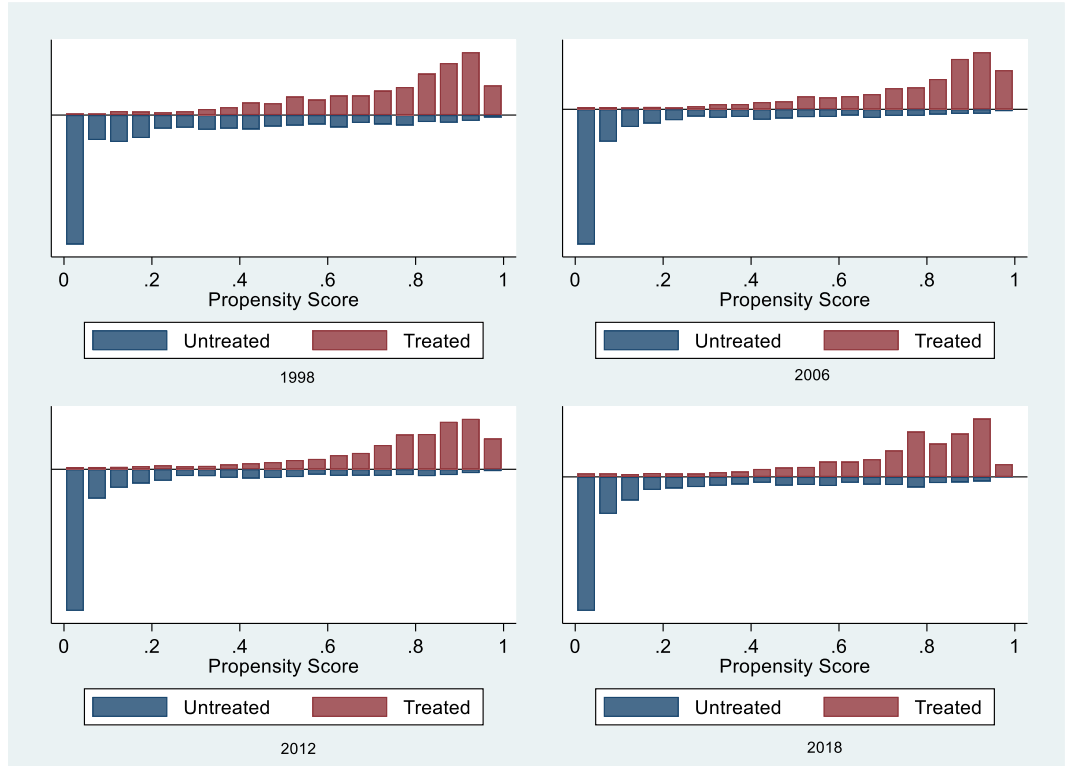 0 .2 .4 .6 .8 1
Propensity Score
Untreated Treated
1998
0 .2 .4 .6 .8 1
Propensity Score
Untreated Treated
2006
0 .2 .4 .6 .8 1
Propensity Score
Untreated Treated
2012
0 .2 .4 .6 .8 1
Propensity Score
Untreated Treated
2018